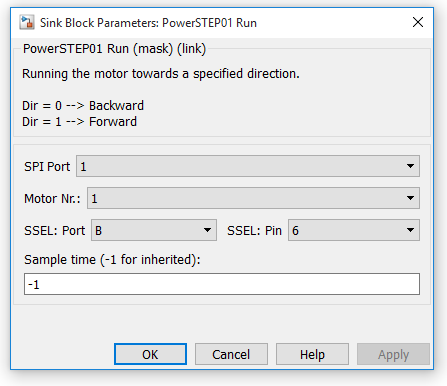 Sink Block Parameters: PowerSTEP01 Run
PowerSTEP01 Run (mask) (link)
Running the motor towards a specified direction.
Dir = 0 --> Backward
Dir = 1 --> Forward
SPI Port 1
Motor Nr.: 1
SSEL: Port B SSEL: Pin 6
Sample time (-1 for inherited):
-1
OK Cancel Help Apply